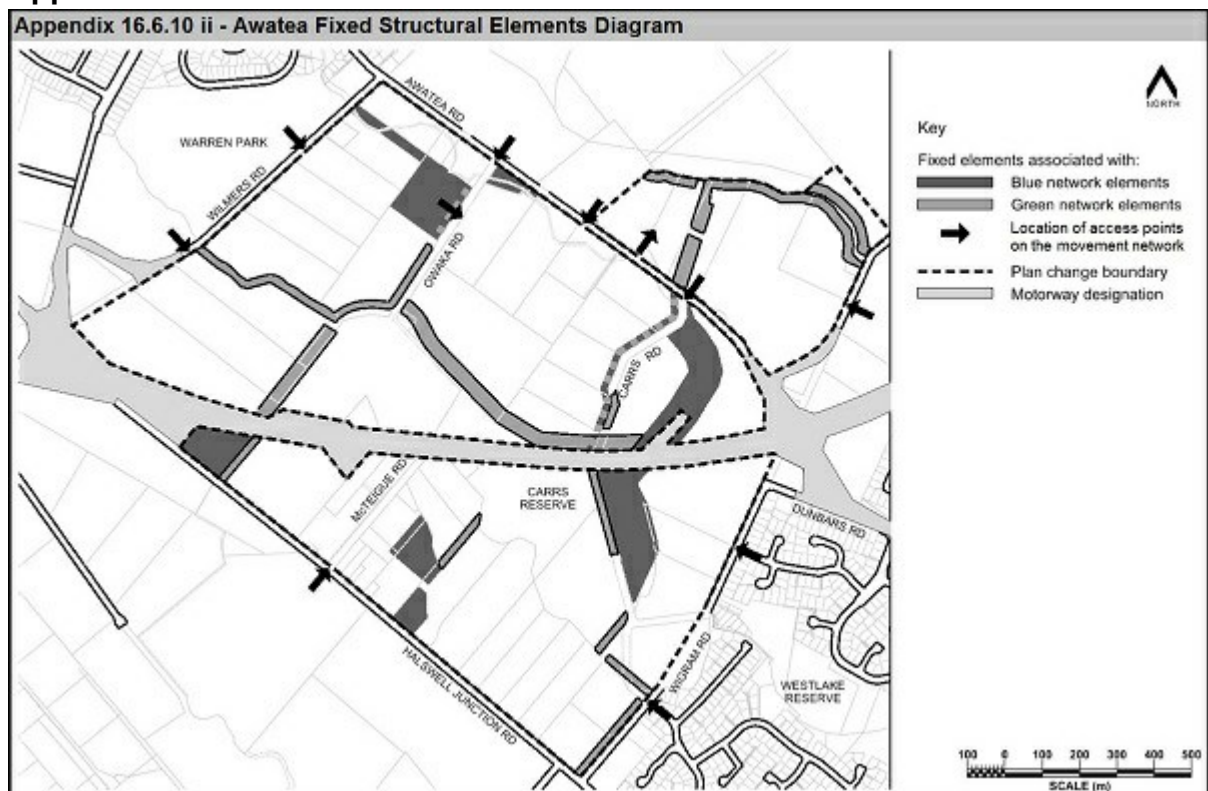 Appendix 16.6.10 ii - Awatea Fixed Structural Elements Diagram
NORTH
Key
Fixed elements associated with:
Blue network elements
Green network elements
Location of access points
on the movement network
Plan change boundary
Motorway designation
AWATEA RD
WARREN PARK
WILMERS RD
OWAKA RD
CARRS RD
McTEIGUE RD
CARRS
RESERVE
DUNBARS RD
HALSWELL JUNCTION RD
WIGRAM RD
WESTLAKE
RESERVE
100 0 100 200 300 400 500
SCALE (m)